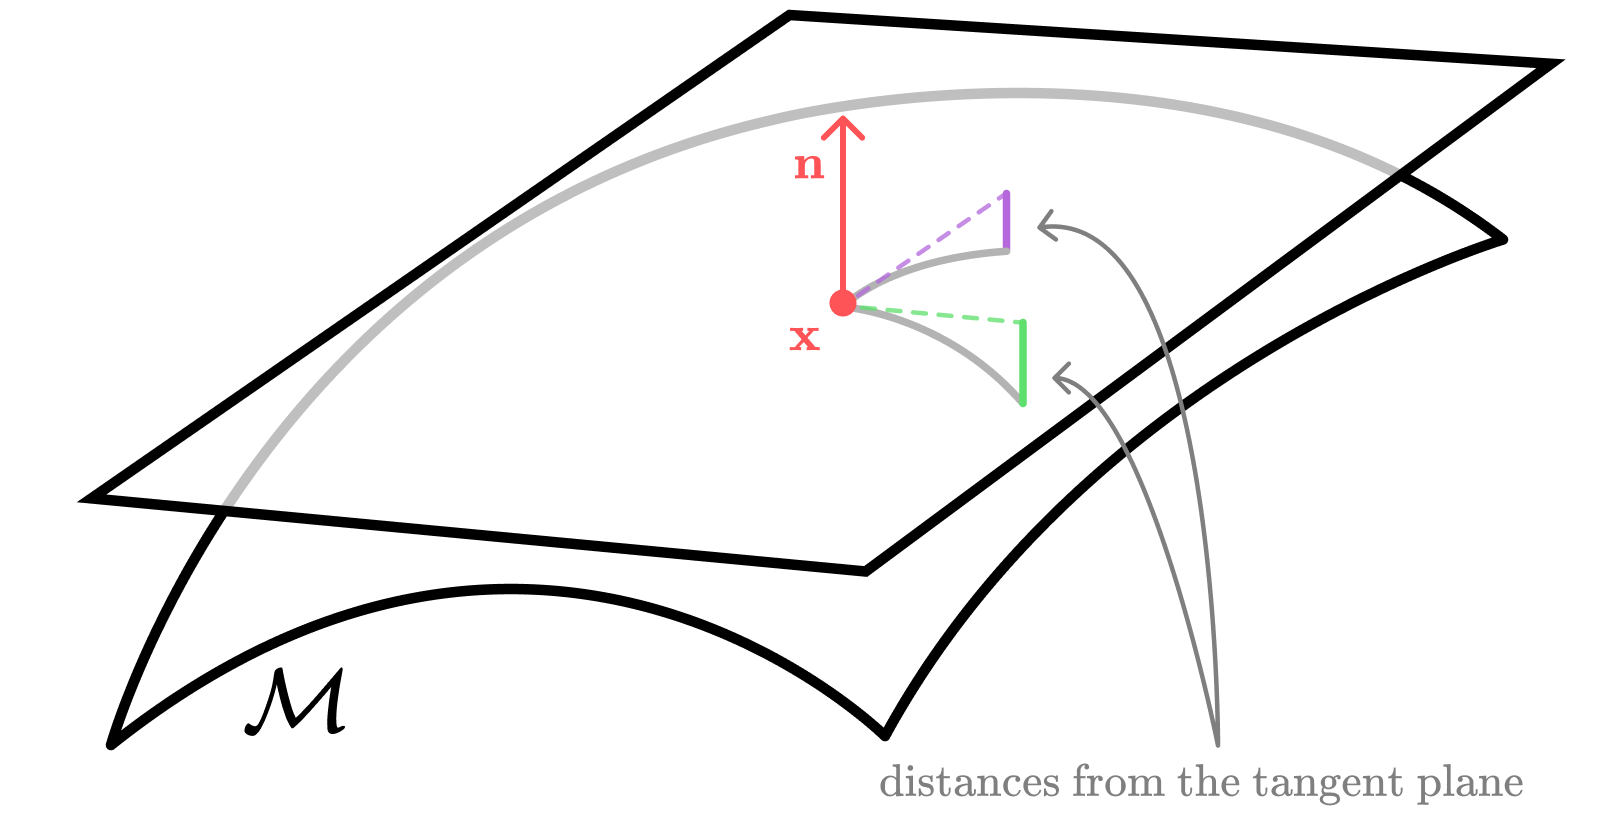 n
x
ℳ
distances from the tangent plane